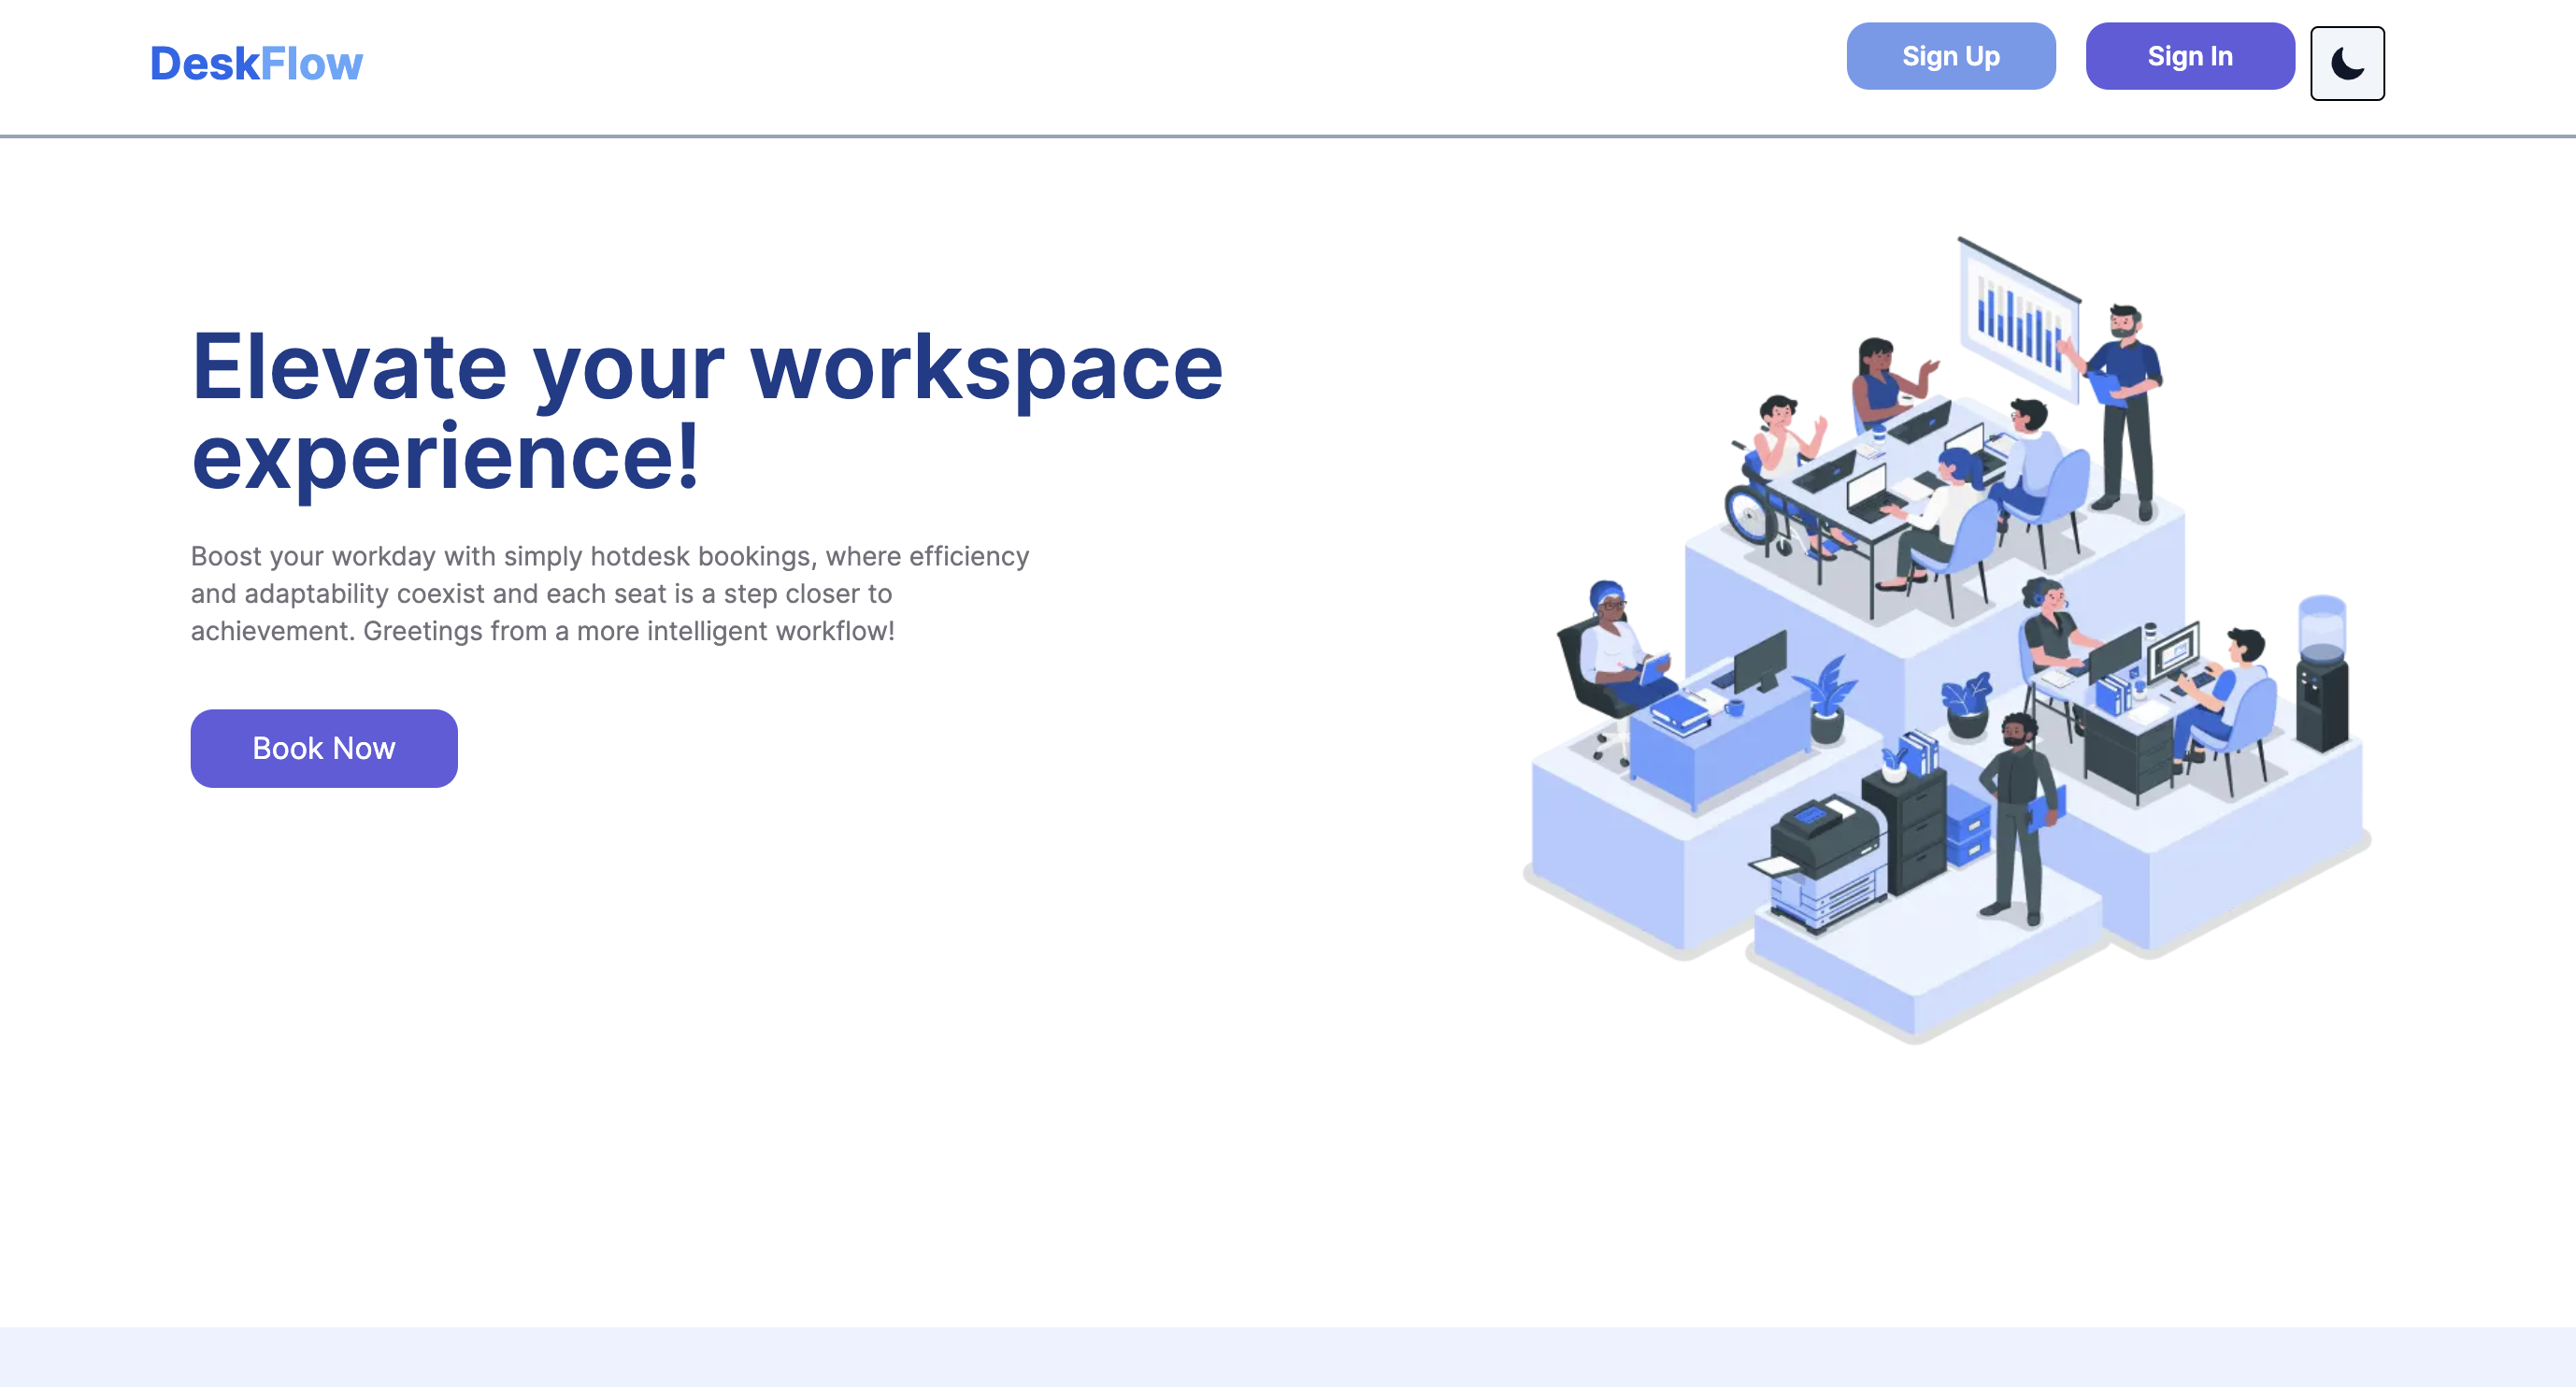 DeskFlow
Sign Up
Sign In
Elevate your workspace
experience!
Boost your workday with simply hotdesk bookings, where efficiency
and adaptability coexist and each seat is a step closer to
achievement. Greetings from a more intelligent workflow!
Book Now